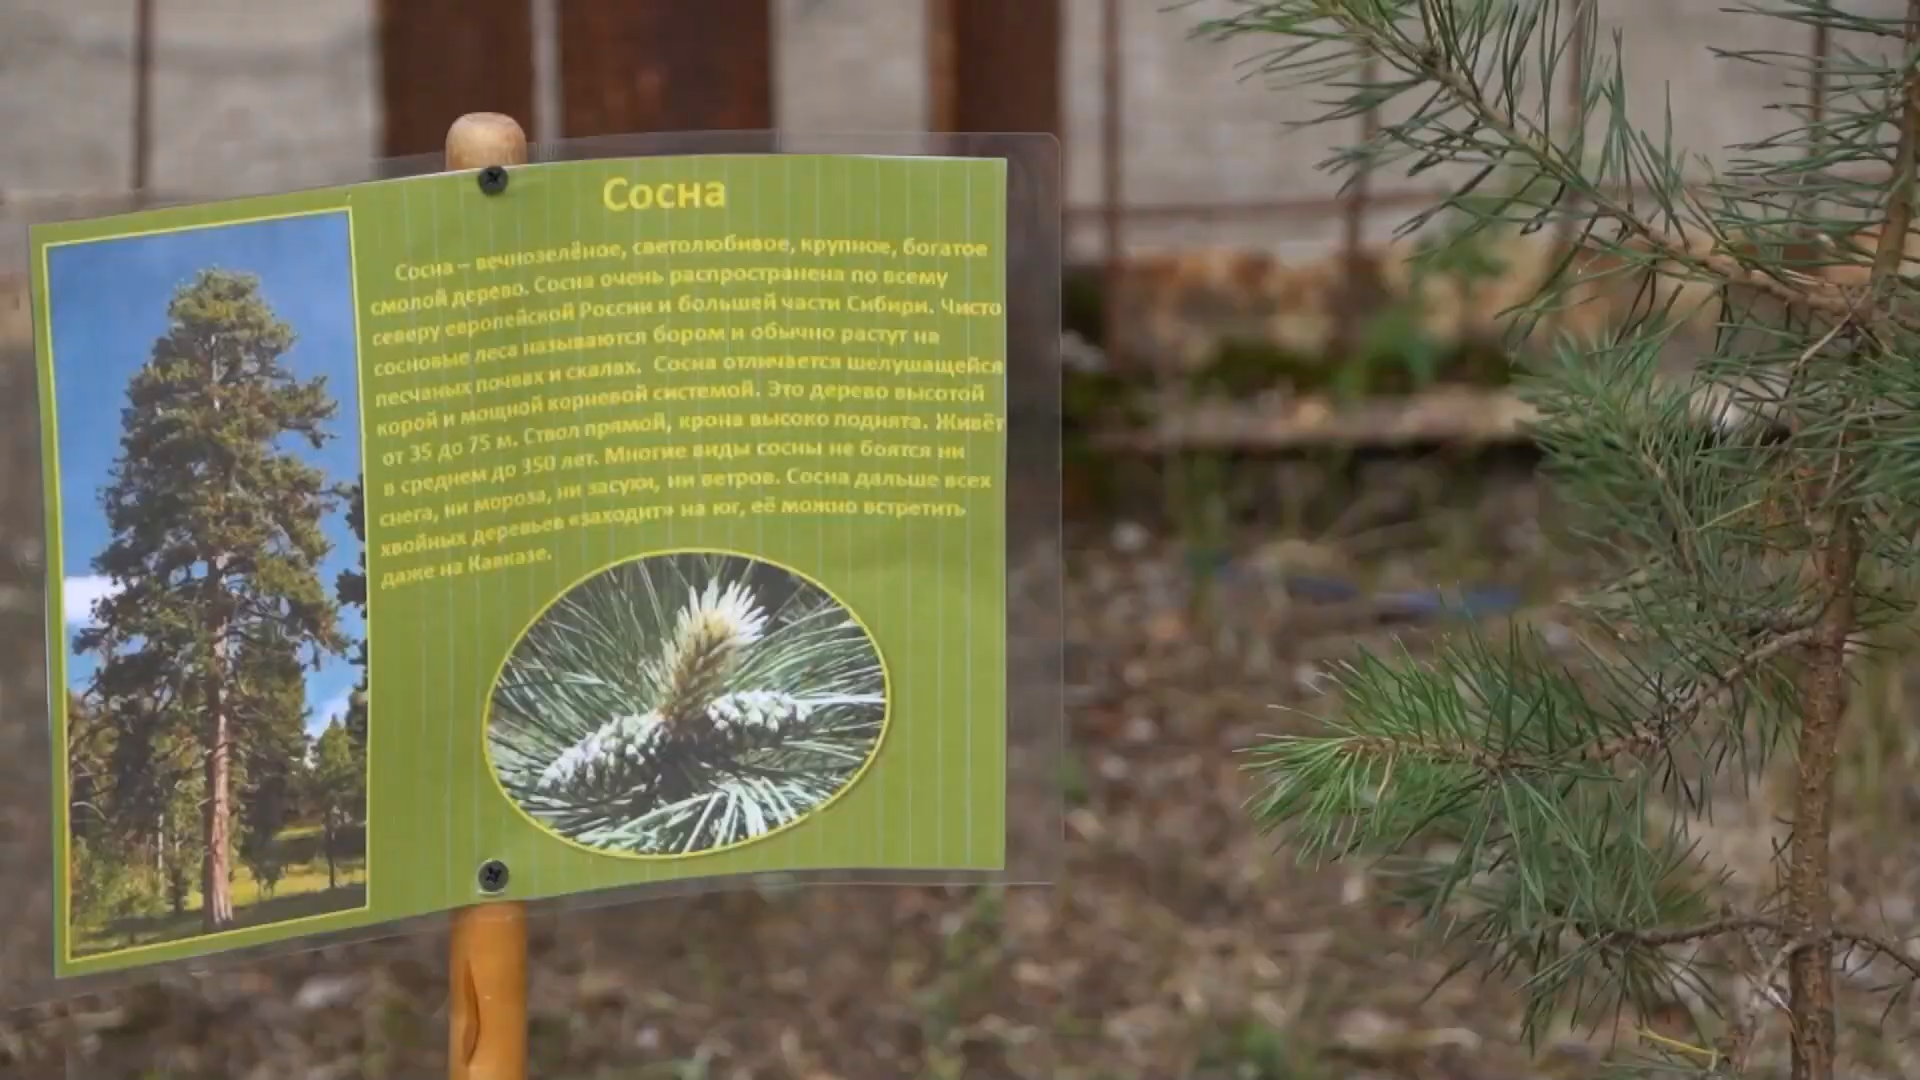 Сосна
Сосна – вечнозелёное, светолюбивое, крупное, богатое
смолой дерево. Сосна очень распространена по всему
северу европейской России и большей части Сибири. Чисто
сосновые леса называются бором и обычно растут на
песчаных почвах и скалах. Сосна отличается шелушащейся
корой и мощной корневой системой. Это дерево высотой
от 35 до 75 м. Ствол прямой, крона высоко поднята. Живёт
в среднем до 350 лет. Многие виды сосны не боятся ни
снега, ни мороза, ни засухи, ни ветров. Сосна дальше всех
хвойных деревьев «заходит» на юг, её можно встретить
даже на Кавказе.